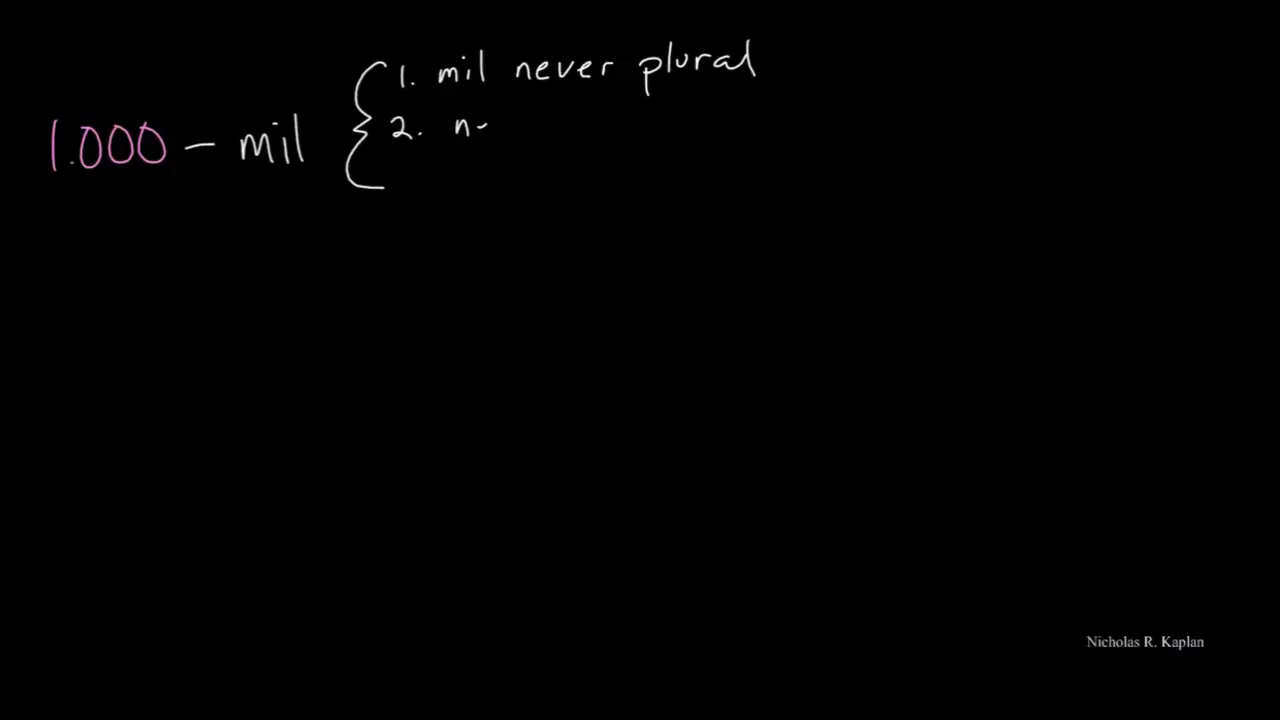 1. mil never plural
1.000 – mil
2. n-
Nicholas R. Kaplan